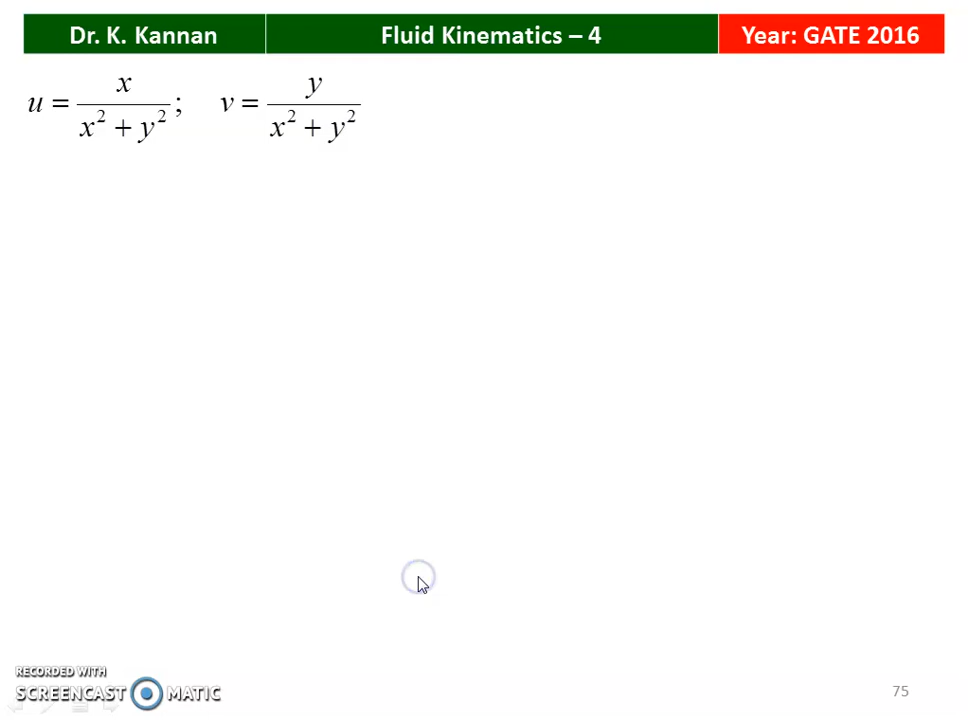 Dr. K. Kannan Fluid Kinematics – 4 Year: GATE 2016
u = x / (x² + y²); v = y / (x² + y²)
RECORDED WITH
SCREENCAST MATIC
75